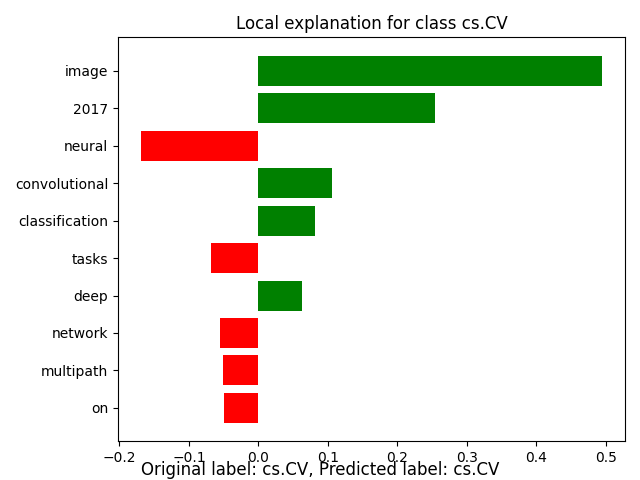 Local explanation for class cs.CV
image
2017
neural
convolutional
classification
tasks
deep
network
multipath
on
−0.2 −0.1 0.0 0.1 0.2 0.3 0.4 0.5
Original label: cs.CV, Predicted label: cs.CV